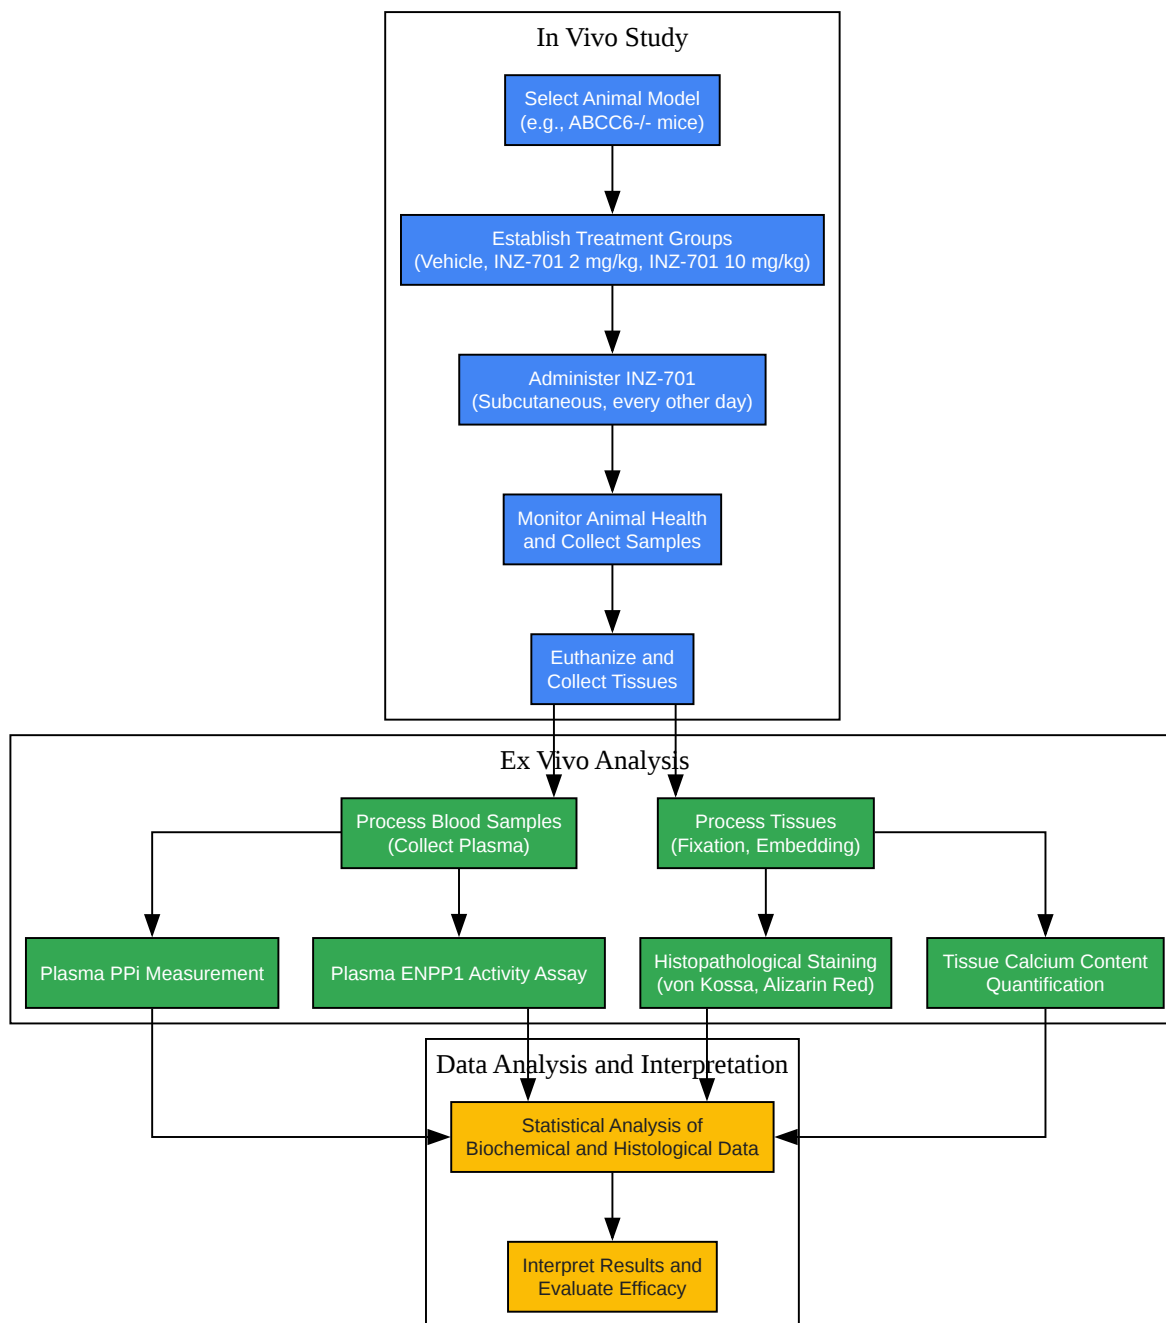 In Vivo Study
Select Animal Model
(e.g., ABCC6-/- mice)
Establish Treatment Groups
(Vehicle, INZ-701 2 mg/kg, INZ-701 10 mg/kg)
Administer INZ-701
(Subcutaneous, every other day)
Monitor Animal Health
and Collect Samples
Euthanize and
Collect Tissues
Ex Vivo Analysis
Process Blood Samples
(Collect Plasma)
Process Tissues
(Fixation, Embedding)
Plasma PPi Measurement
Plasma ENPP1 Activity Assay
Histopathological Staining
(von Kossa, Alizarin Red)
Tissue Calcium Content
Quantification
Data Analysis and Interpretation
Statistical Analysis of
Biochemical and Histological Data
Interpret Results and
Evaluate Efficacy